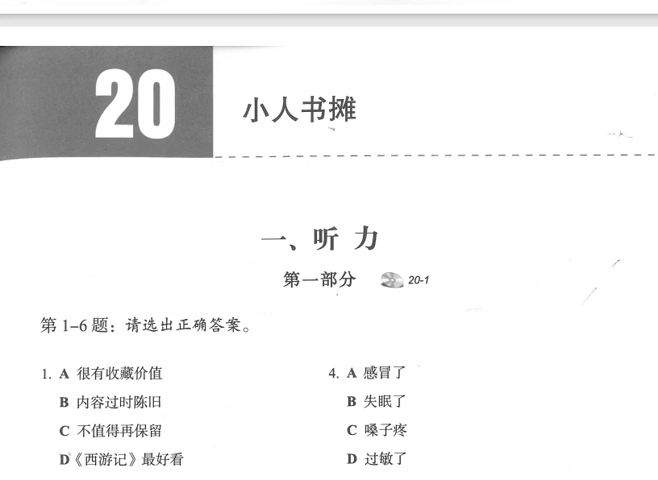 20
小人书摊
一、听 力
第一部分 20-1
第1–6题：请选出正确答案。
1. A 很有收藏价值
B 内容过时陈旧
C 不值得再保留
D《西游记》最好看
4. A 感冒了
B 失眠了
C 嗓子疼
D 过敏了